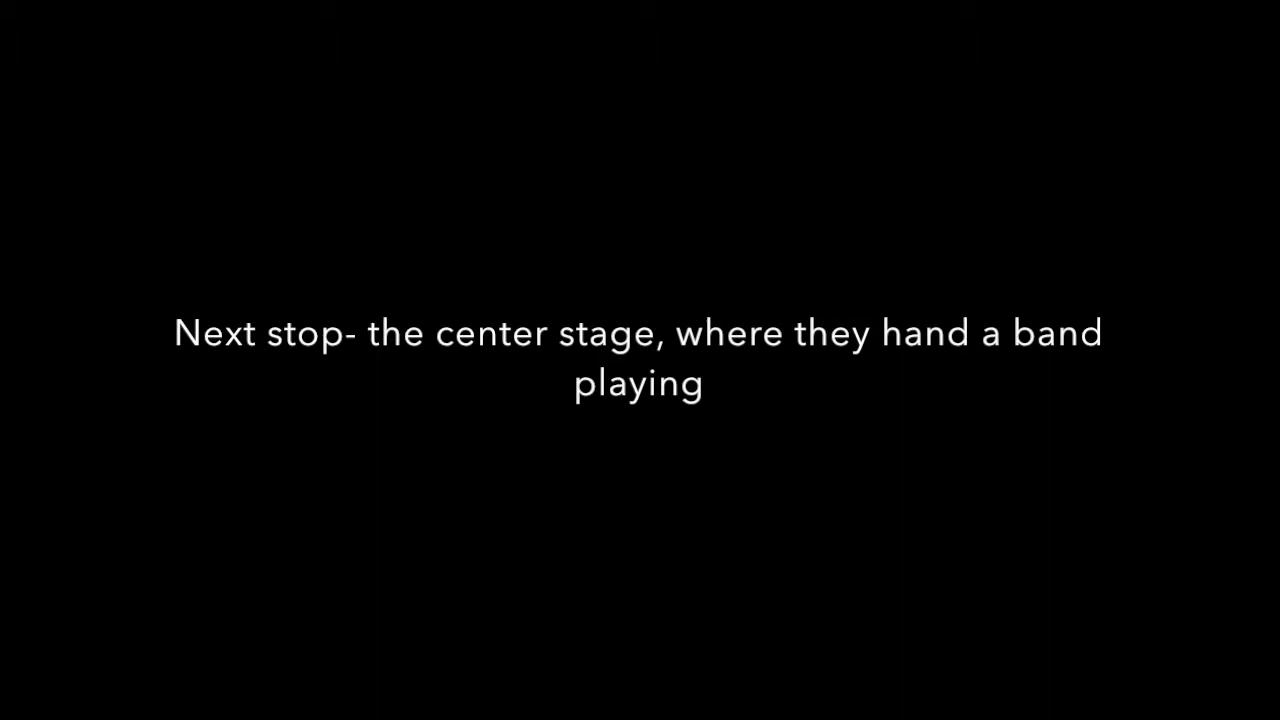 Next stop- the center stage, where they hand a band
playing